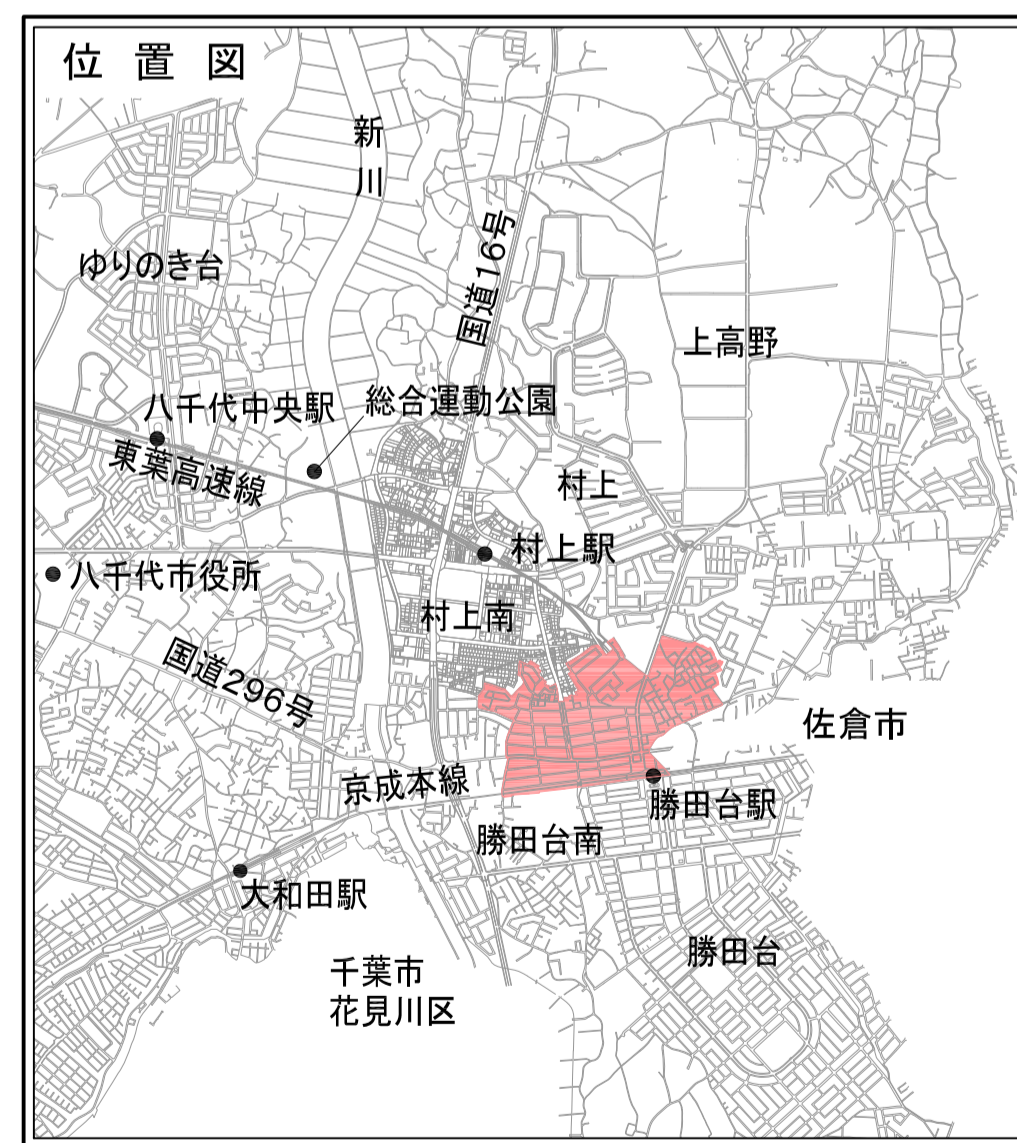 位置図
新川
国道16号
ゆりのき台
上高野
八千代中央駅
総合運動公園
東葉高速線
村上
村上駅
八千代市役所
村上南
国道296号
佐倉市
京成本線
勝田台駅
勝田台南
大和田駅
勝田台
千葉市
花見川区